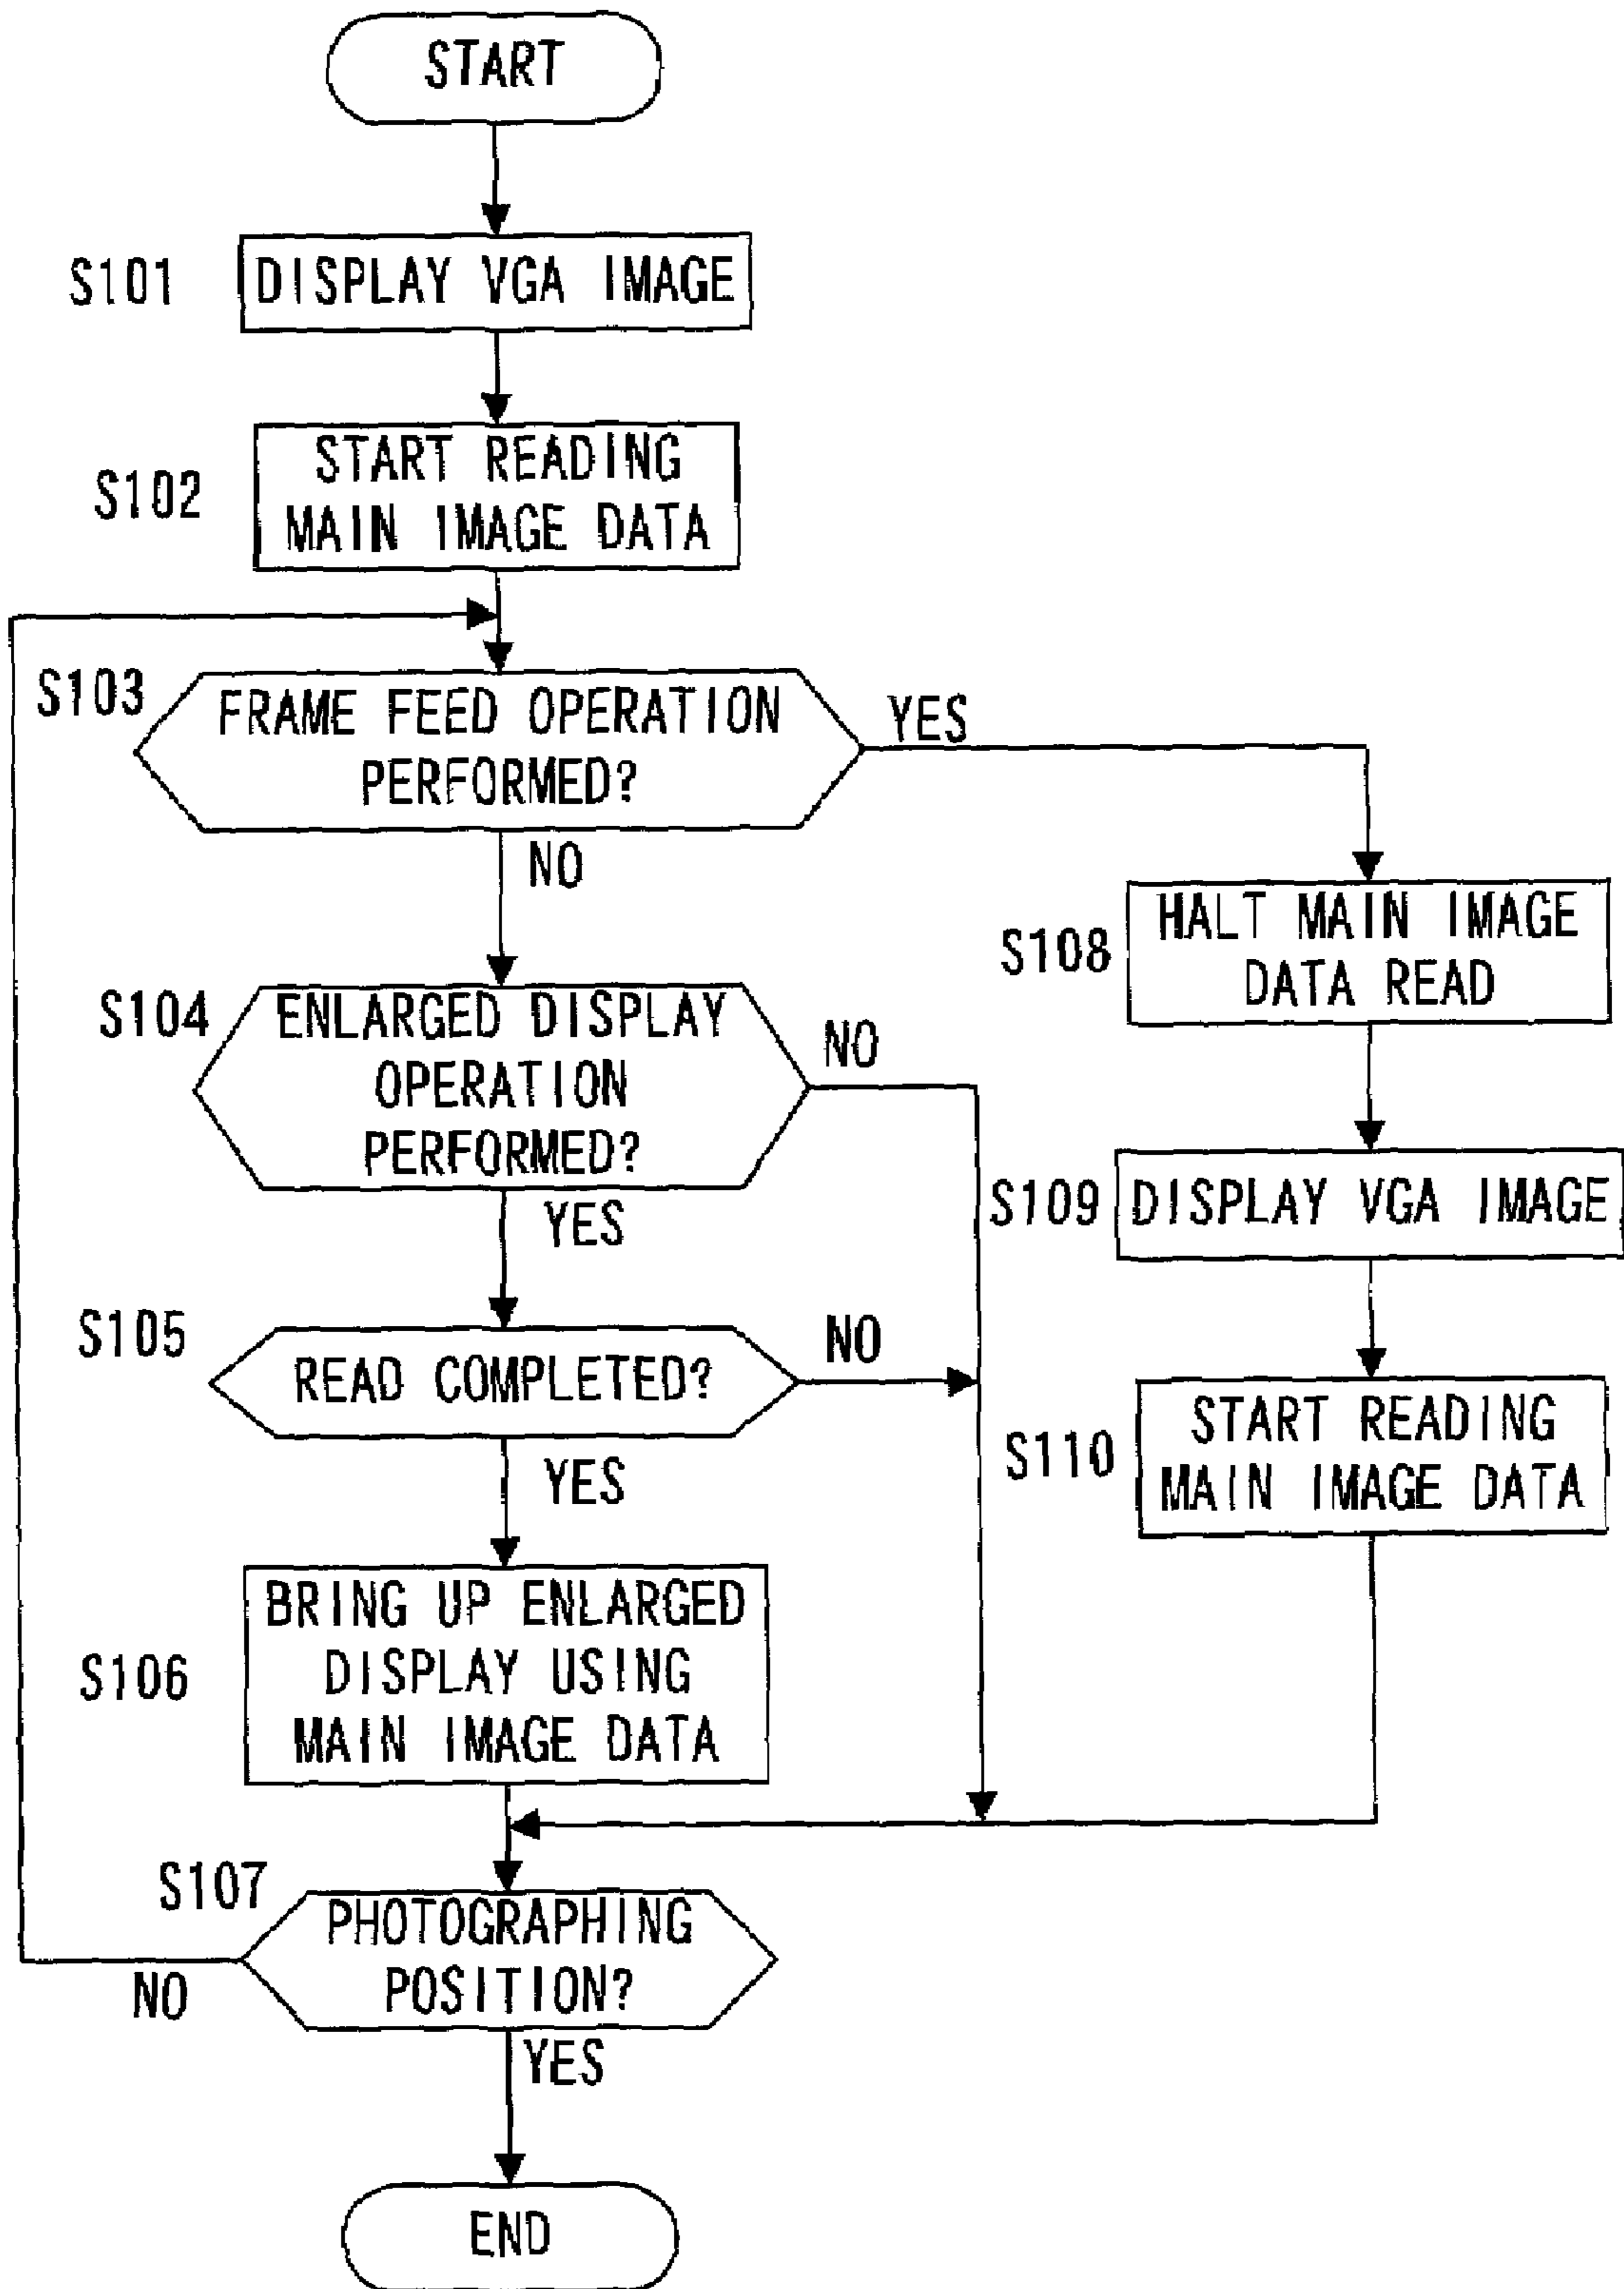 START
S101
DISPLAY VGA IMAGE
S102
START READING
MAIN IMAGE DATA
S103
FRAME FEED OPERATION
PERFORMED?
YES
NO
S104
ENLARGED DISPLAY
OPERATION
PERFORMED?
NO
YES
S105
READ COMPLETED?
NO
YES
S106
BRING UP ENLARGED
DISPLAY USING
MAIN IMAGE DATA
S107
PHOTOGRAPHING
POSITION?
NO
YES
END
S108
HALT MAIN IMAGE
DATA READ
S109
DISPLAY VGA IMAGE
S110
START READING
MAIN IMAGE DATA